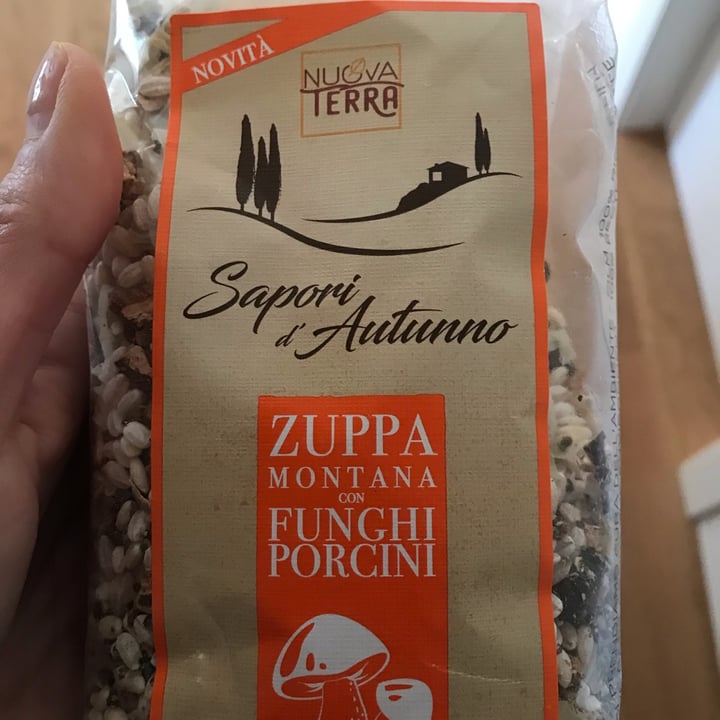 NOVITÀ
NUOVA
TERRA
Sapori
d'Autunno
ZUPPA
MONTANA
CON
FUNGHI
PORCINI